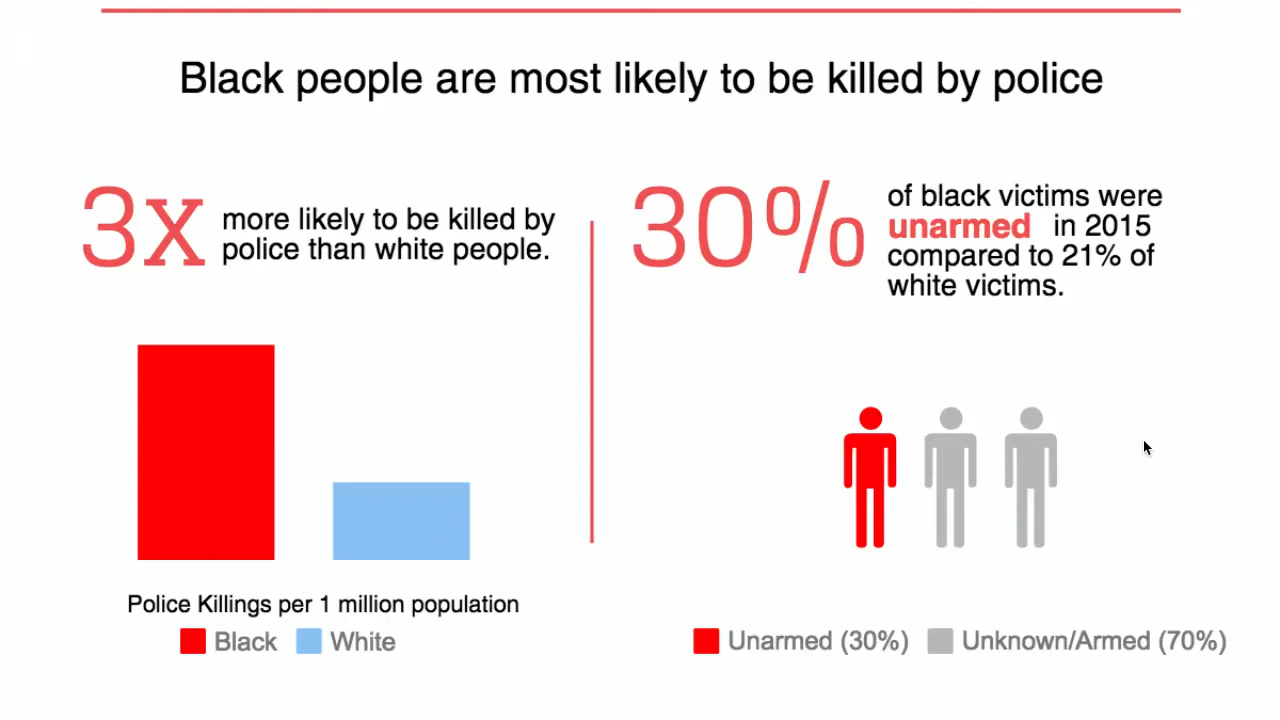 Black people are most likely to be killed by police
3x
more likely to be killed by
police than white people.
30%
of black victims were
unarmed in 2015
compared to 21% of
white victims.
Police Killings per 1 million population
Black White
Unarmed (30%) Unknown/Armed (70%)